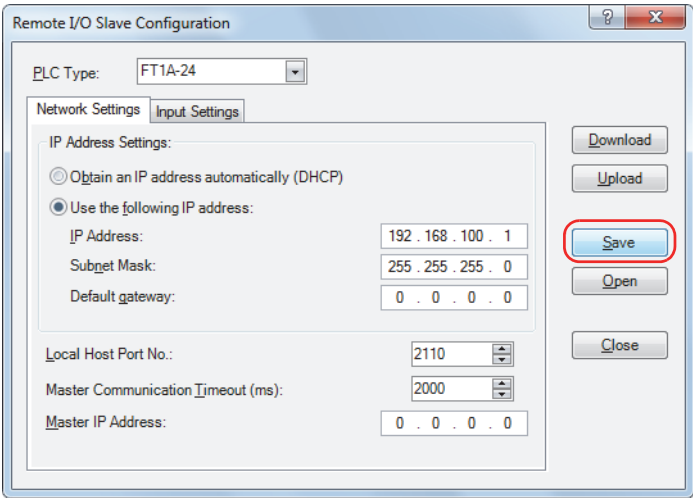 Remote I/O Slave Configuration
?
x
PLC Type: FT1A-24
Network Settings Input Settings
IP Address Settings:
Obtain an IP address automatically (DHCP)
Use the following IP address:
IP Address: 192 . 168 . 100 . 1
Subnet Mask: 255 . 255 . 255 . 0
Default gateway: 0 . 0 . 0 . 0
Local Host Port No.: 2110
Master Communication Timeout (ms): 2000
Master IP Address: 0 . 0 . 0 . 0
Download
Upload
Save
Open
Close